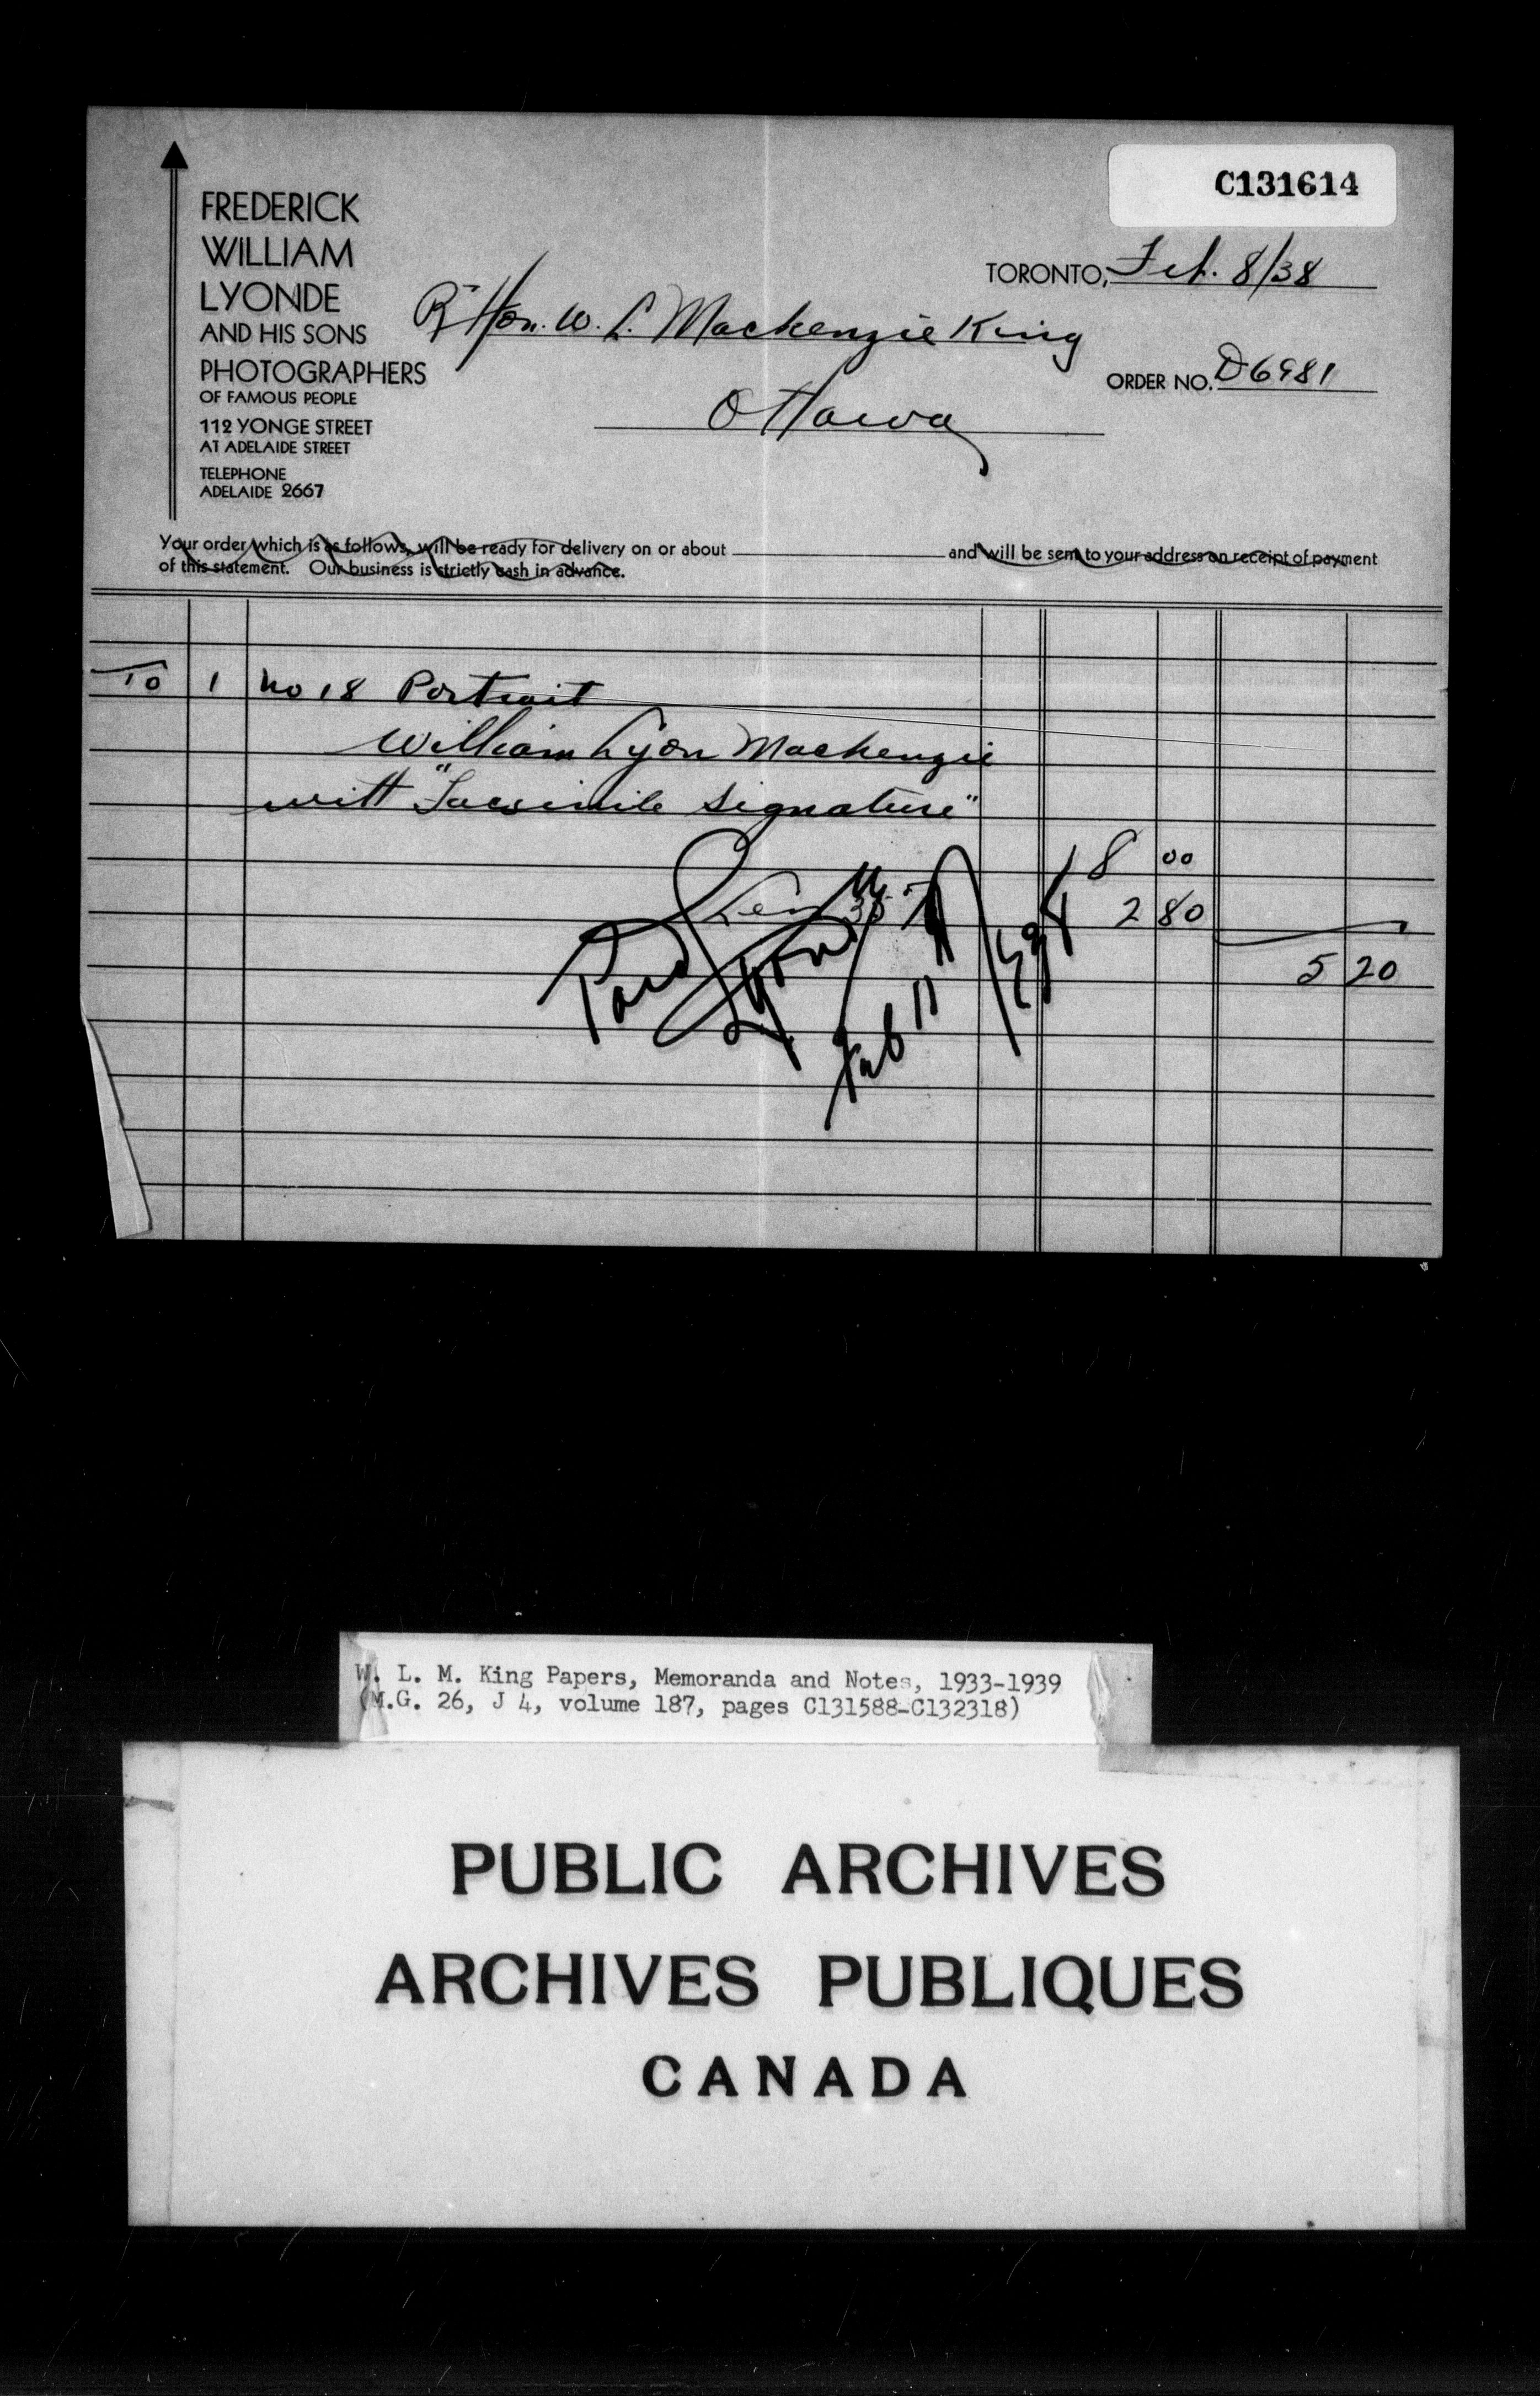 C131614
FREDERICK
WILLIAM
LYONDE
AND HIS SONS
PHOTOGRAPHERS
OF FAMOUS PEOPLE
112 YONGE STREET
AT ADELAIDE STREET
TELEPHONE
ADELAIDE 2667
TORONTO, Feb. 8/38
Rt Hon. W. L. Mackenzie King
ORDER NO. D6981
Ottawa
Your order which is as follows, will be ready for delivery on or about and will be sent to your address on receipt of payment
of this statement. Our business is strictly cash in advance.
To 1 no 18 Portrait
William Lyon Mackenzie
with "Facsimile Signature"
8 00
Less 35% 2 80
5 20
Paid
Feb 11 1938
W. L. M. King Papers, Memoranda and Notes, 1933-1939
(M.G. 26, J 4, volume 187, pages C131588-C132318)
PUBLIC ARCHIVES
ARCHIVES PUBLIQUES
CANADA